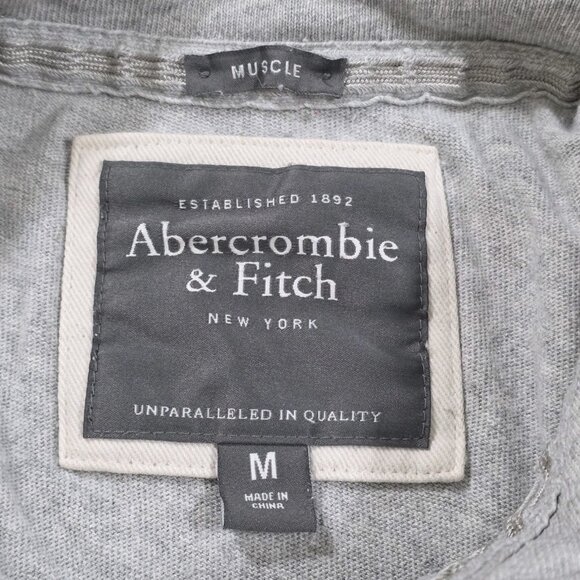 MUSCLE
ESTABLISHED 1892
Abercrombie
& Fitch
NEW YORK
UNPARALLELED IN QUALITY
M
MADE IN
CHINA